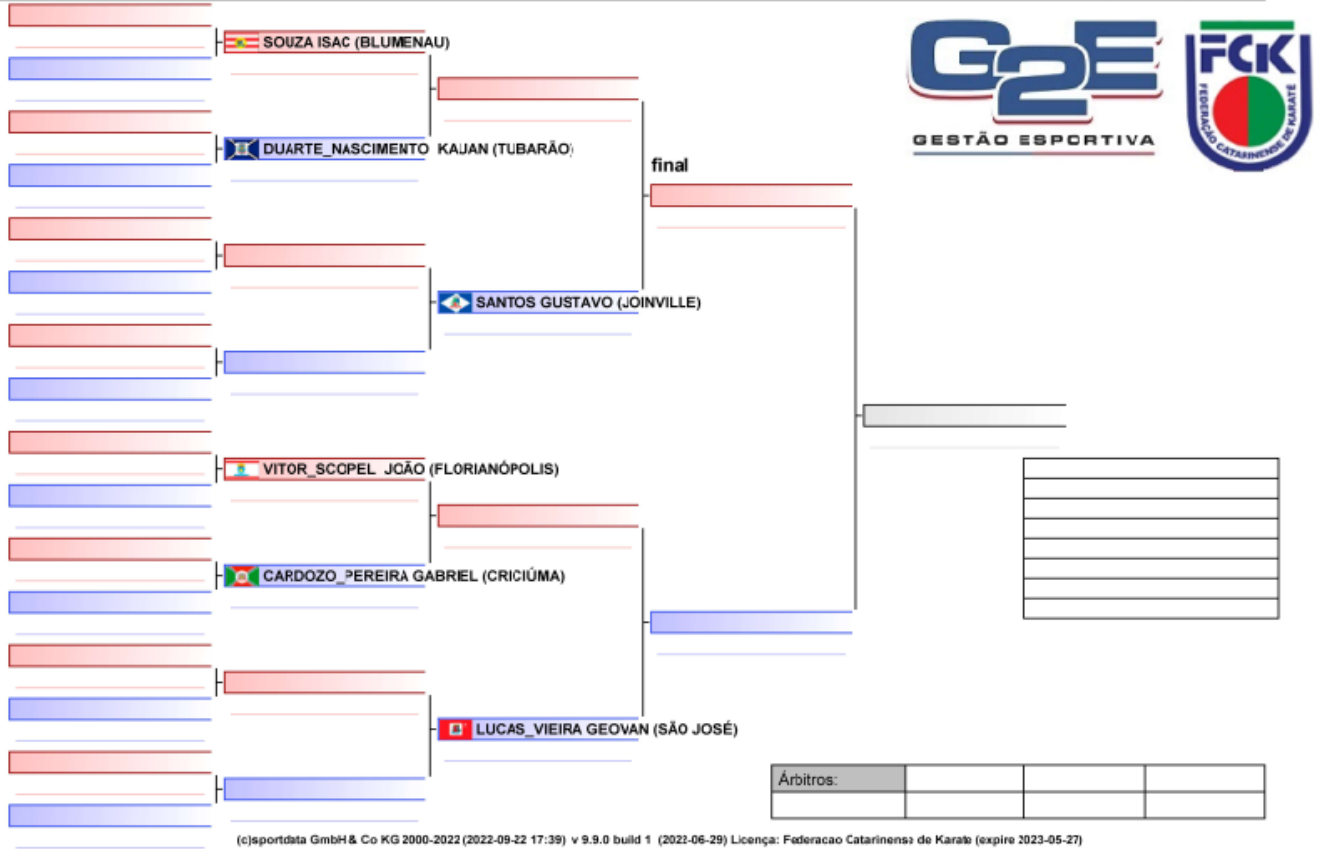 SOUZA ISAC (BLUMENAU)
G2E
GESTÃO ESPORTIVA
FCK
FEDERAÇÃO CATARINENSE DE KARATÊ
DUARTE_NASCIMENTO KAUAN (TUBARÃO)
final
SANTOS GUSTAVO (JOINVILLE)
VITOR_SCOPEL JOÃO (FLORIANÓPOLIS)
CARDOZO_PEREIRA GABRIEL (CRICIÚMA)
LUCAS_VIEIRA GEOVAN (SÃO JOSÉ)
Árbitros:
(c)sportdata GmbH & Co KG 2000-2022 (2022-09-22 17:39) v 9.9.0 build 1 (2022-06-29) Licença: Federacao Catarinense de Karate (expire 2023-05-27)